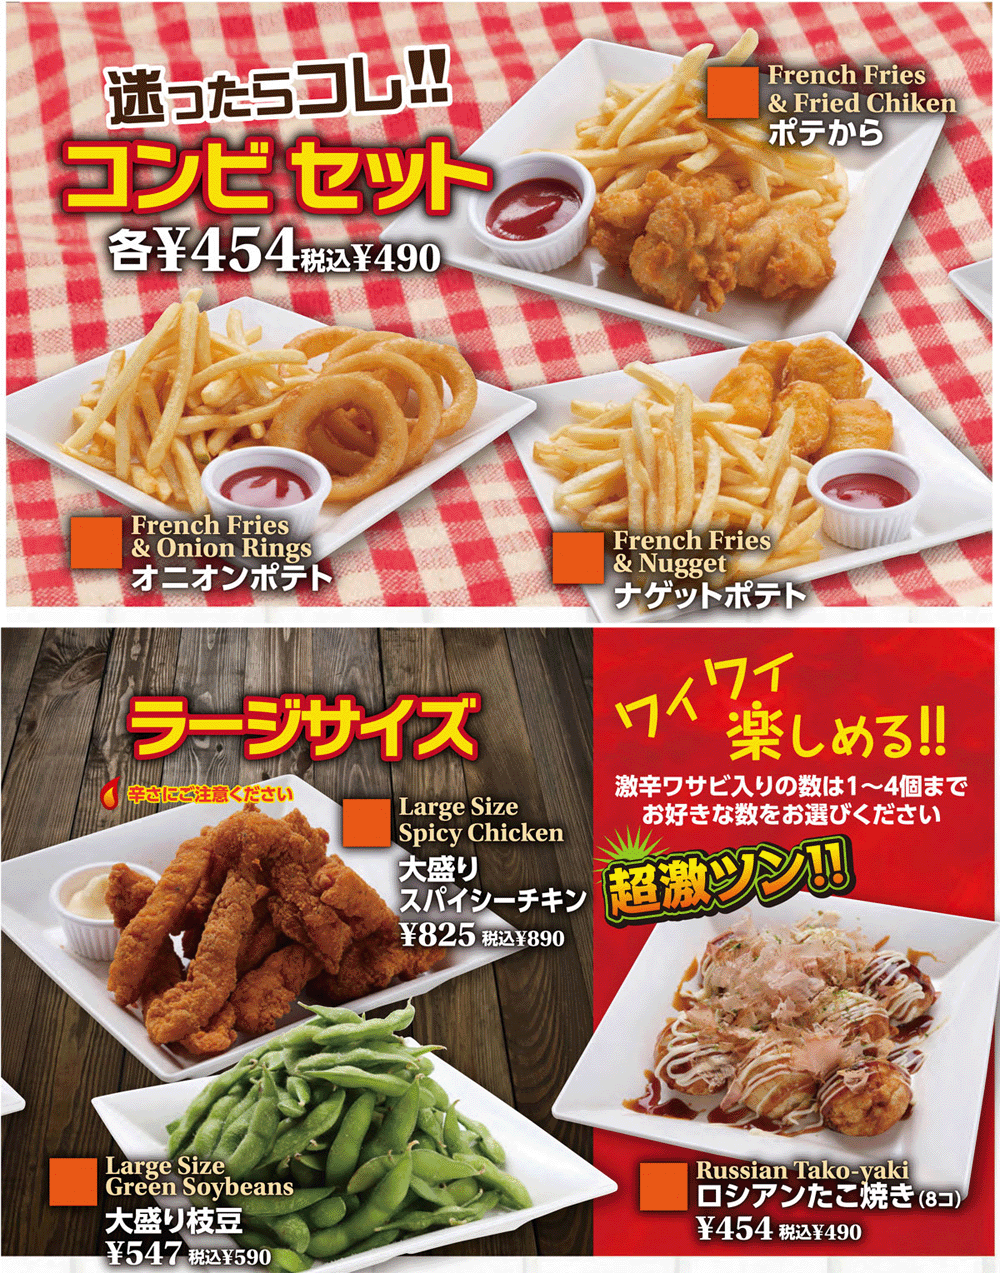 迷ったらコレ!!
コンビ セット
各¥454税込¥490
French Fries
& Fried Chiken
ポテから
French Fries
& Onion Rings
オニオンポテト
French Fries
& Nugget
ナゲットポテト
ラージサイズ
辛さにご注意ください
Large Size
Spicy Chicken
大盛り
スパイシーチキン
¥825 税込¥890
Large Size
Green Soybeans
大盛り枝豆
¥547 税込¥590
ワイワイ
楽しめる!!
激辛ワサビ入りの数は1～4個まで
お好きな数をお選びください
超激ツン!!
Russian Tako-yaki
ロシアンたこ焼き(8コ)
¥454 税込¥490